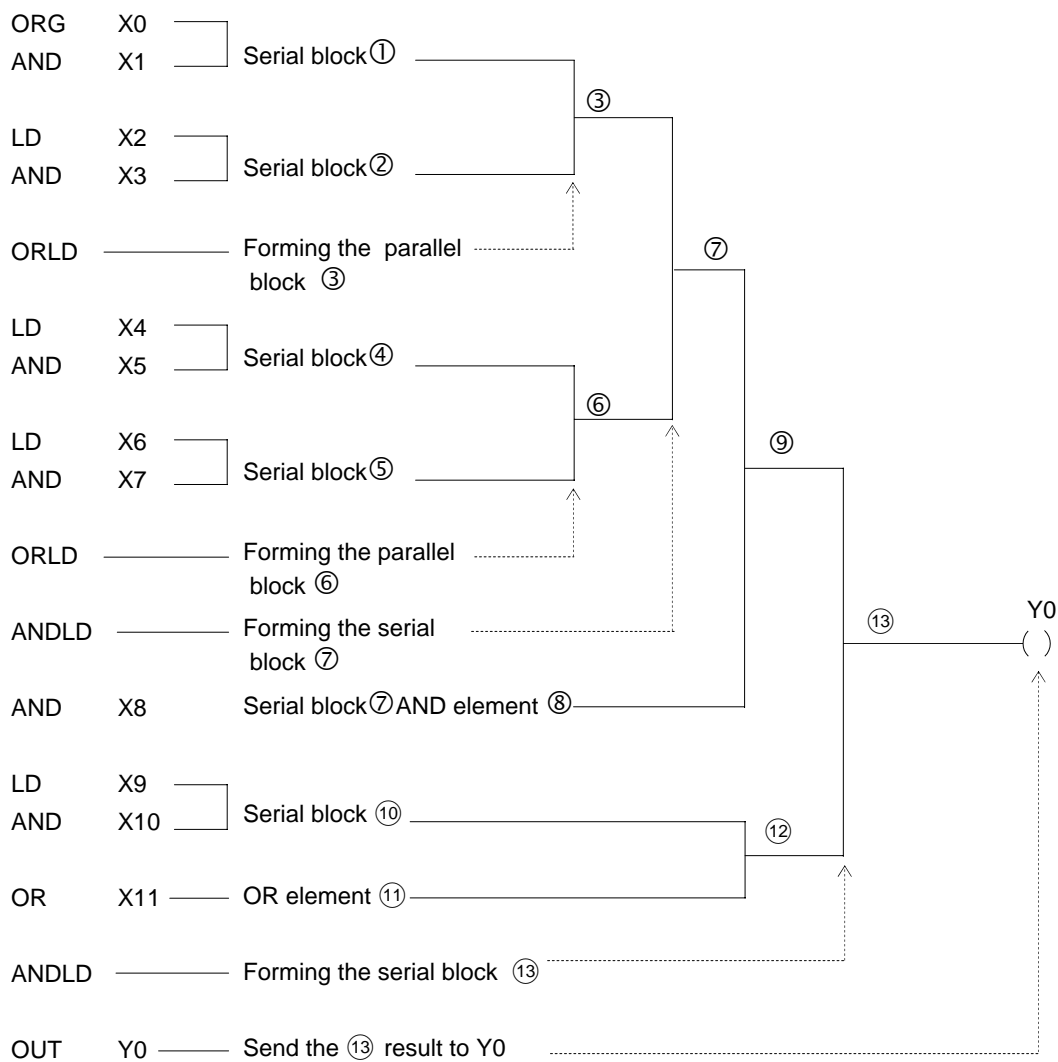 ORG X0
AND X1 Serial block①
③
LD X2
AND X3 Serial block②
ORLD Forming the parallel
block ③
⑦
LD X4
AND X5 Serial block④
⑥
LD X6
AND X7 Serial block⑤
⑨
ORLD Forming the parallel
block ⑥
ANDLD Forming the serial
block ⑦
⑬
Y0
( )
AND X8 Serial block⑦AND element ⑧
LD X9
AND X10 Serial block ⑩
⑫
OR X11 OR element ⑪
ANDLD Forming the serial block ⑬
OUT Y0 Send the ⑬ result to Y0